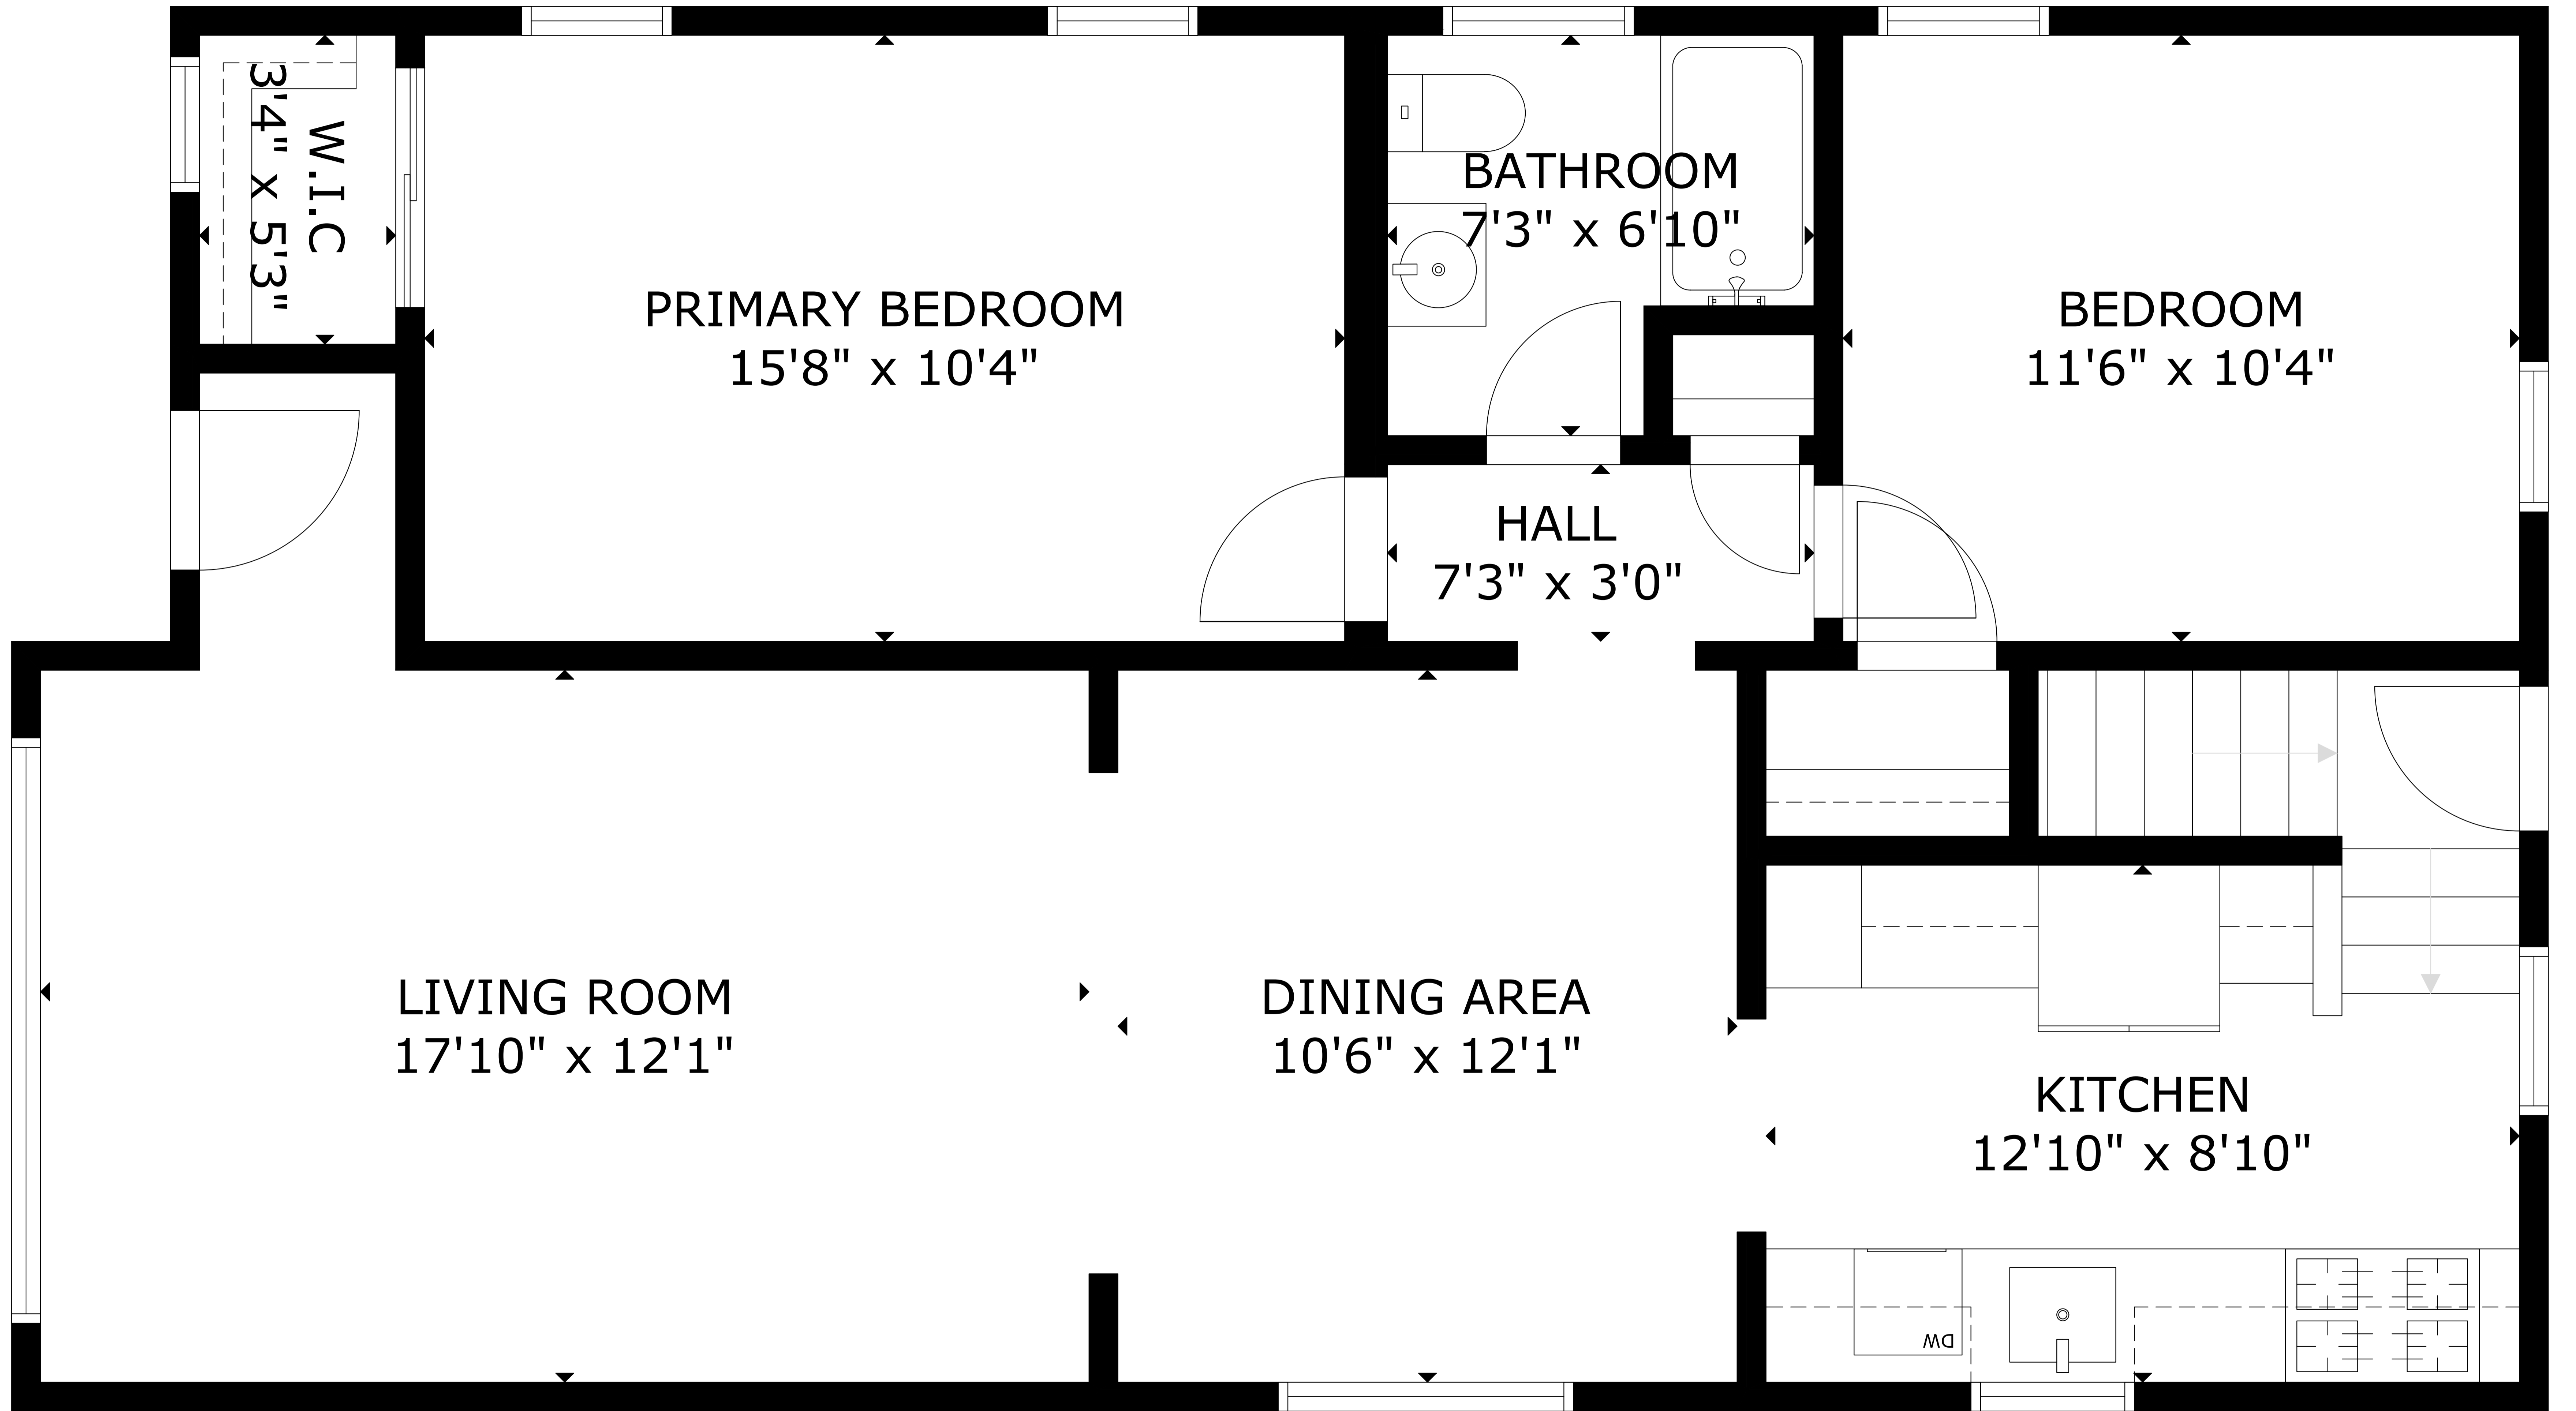 W.I.C
3'4" x 5'3"
PRIMARY BEDROOM
15'8" x 10'4"
BATHROOM
7'3" x 6'10"
BEDROOM
11'6" x 10'4"
HALL
7'3" x 3'0"
LIVING ROOM
17'10" x 12'1"
DINING AREA
10'6" x 12'1"
KITCHEN
12'10" x 8'10"
DW